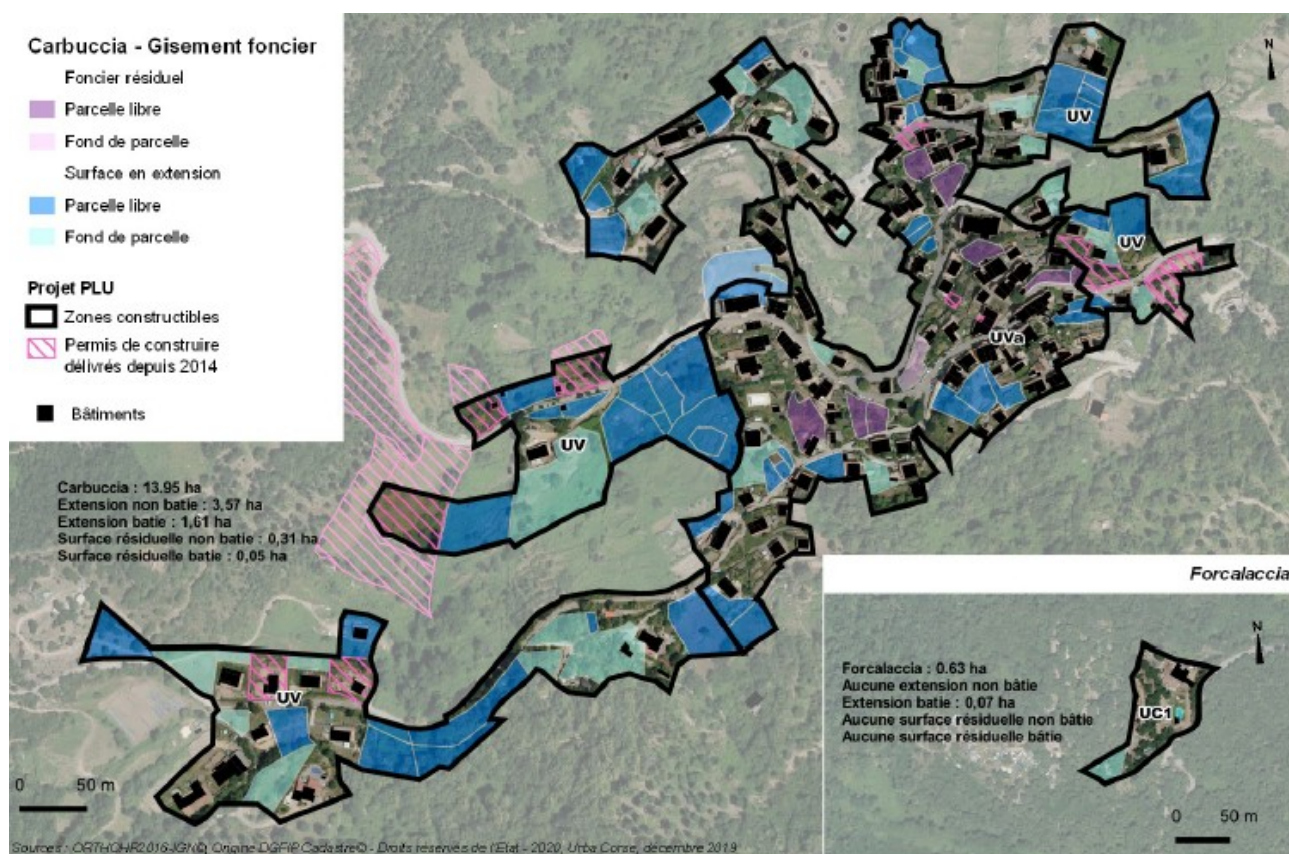 Carbuccia - Gisement foncier
Foncier résiduel
Parcelle libre
Fond de parcelle
Surface en extension
Parcelle libre
Fond de parcelle
Projet PLU
Zones constructibles
Permis de construire
délivrés depuis 2014
Bâtiments
N
UV
UV
UVa
UV
Carbuccia : 13.95 ha
Extension non batie : 3,57 ha
Extension batie : 1,61 ha
Surface résiduelle non batie : 0,31 ha
Surface résiduelle batie : 0,05 ha
UV
0 50 m
Forcalaccia
N
Forcalaccia : 0.63 ha
Aucune extension non bâtie
Extension batie : 0,07 ha
Aucune surface résiduelle non bâtie
Aucune surface résiduelle bâtie
UC1
0 50 m
Sources : ORTHOHR2016-IGN©, Origine DGFIP Cadastre© - Droits réservés de l'Etat - 2020, Urba Corse, décembre 2019